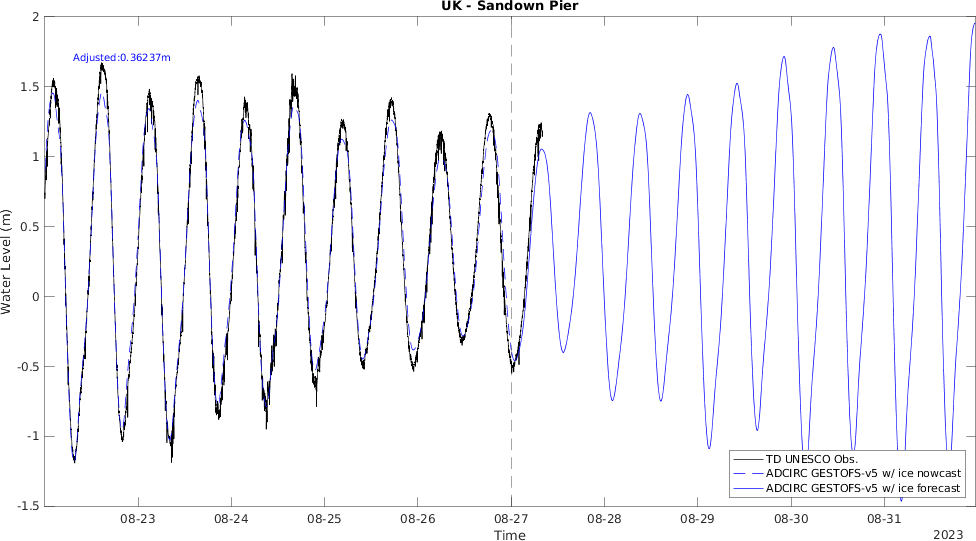 UK - Sandown Pier
Adjusted:0.36237m
2
1.5
1
0.5
0
-0.5
-1
-1.5
Water Level (m)
TD UNESCO Obs.
ADCIRC GESTOFS-v5 w/ ice nowcast
ADCIRC GESTOFS-v5 w/ ice forecast
08-23 08-24 08-25 08-26 08-27 08-28 08-29 08-30 08-31
Time
2023